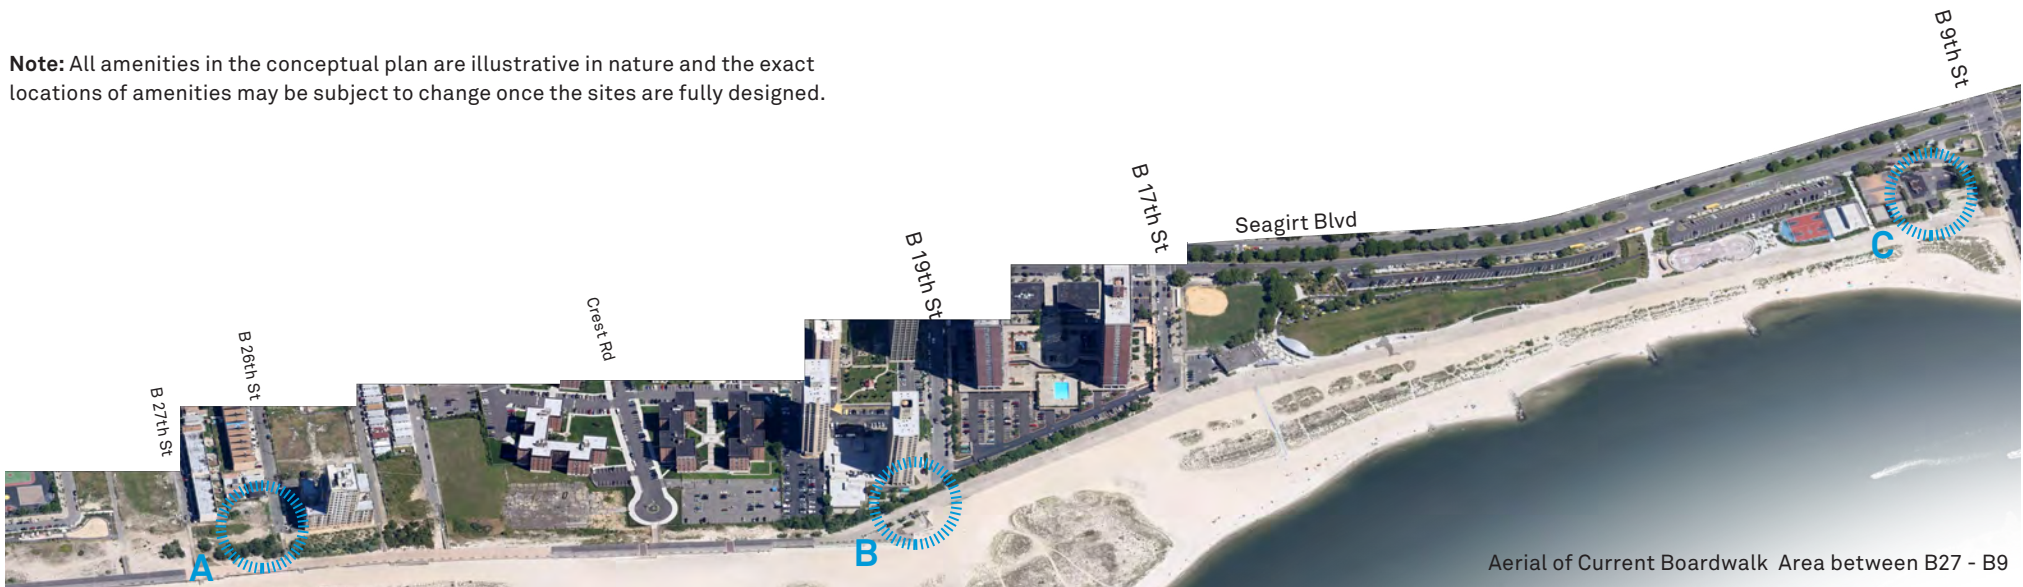 Note: All amenities in the conceptual plan are illustrative in nature and the exact
locations of amenities may be subject to change once the sites are fully designed.
B 27th St
B 26th St
Crest Rd
B 19th St
B 17th St
Seagirt Blvd
B 9th St
A
B
C
Aerial of Current Boardwalk Area between B27 - B9